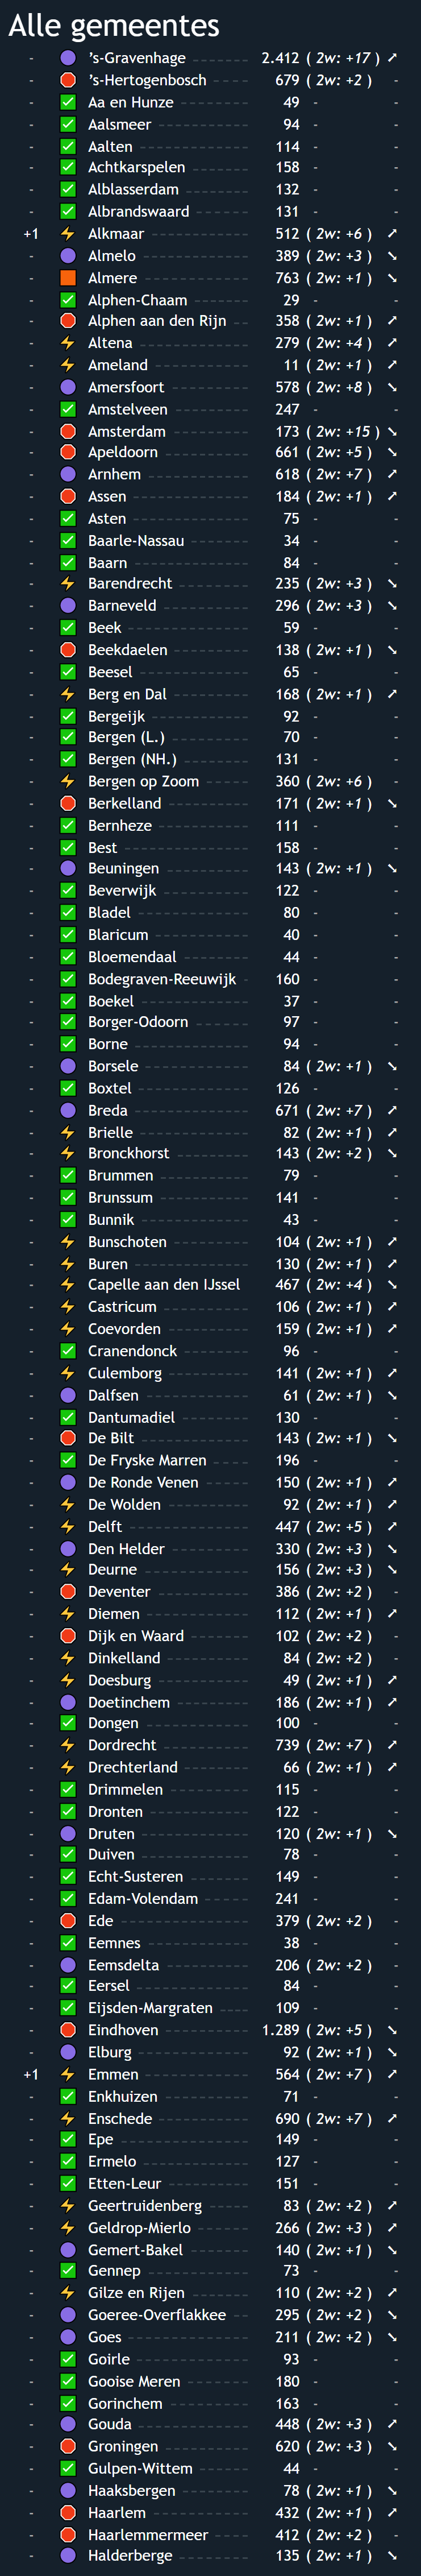 Alle gemeentes
- ’s-Gravenhage 2.412 ( 2w: +17 ) ➚
- ’s-Hertogenbosch 679 ( 2w: +2 ) -
- Aa en Hunze 49 - -
- Aalsmeer 94 - -
- Aalten 114 - -
- Achtkarspelen 158 - -
- Alblasserdam 132 - -
- Albrandswaard 131 - -
+1 Alkmaar 512 ( 2w: +6 ) ➚
- Almelo 389 ( 2w: +3 ) ➘
- Almere 763 ( 2w: +1 ) ➘
- Alphen-Chaam 29 - -
- Alphen aan den Rijn 358 ( 2w: +1 ) ➚
- Altena 279 ( 2w: +4 ) ➚
- Ameland 11 ( 2w: +1 ) ➚
- Amersfoort 578 ( 2w: +8 ) ➘
- Amstelveen 247 - -
- Amsterdam 173 ( 2w: +15 ) ➘
- Apeldoorn 661 ( 2w: +5 ) ➘
- Arnhem 618 ( 2w: +7 ) ➚
- Assen 184 ( 2w: +1 ) ➚
- Asten 75 - -
- Baarle-Nassau 34 - -
- Baarn 84 - -
- Barendrecht 235 ( 2w: +3 ) ➘
- Barneveld 296 ( 2w: +3 ) ➘
- Beek 59 - -
- Beekdaelen 138 ( 2w: +1 ) ➘
- Beesel 65 - -
- Berg en Dal 168 ( 2w: +1 ) ➚
- Bergeijk 92 - -
- Bergen (L.) 70 - -
- Bergen (NH.) 131 - -
- Bergen op Zoom 360 ( 2w: +6 ) -
- Berkelland 171 ( 2w: +1 ) ➘
- Bernheze 111 - -
- Best 158 - -
- Beuningen 143 ( 2w: +1 ) ➘
- Beverwijk 122 - -
- Bladel 80 - -
- Blaricum 40 - -
- Bloemendaal 44 - -
- Bodegraven-Reeuwijk 160 - -
- Boekel 37 - -
- Borger-Odoorn 97 - -
- Borne 94 - -
- Borsele 84 ( 2w: +1 ) ➘
- Boxtel 126 - -
- Breda 671 ( 2w: +7 ) ➚
- Brielle 82 ( 2w: +1 ) ➚
- Bronckhorst 143 ( 2w: +2 ) ➘
- Brummen 79 - -
- Brunssum 141 - -
- Bunnik 43 - -
- Bunschoten 104 ( 2w: +1 ) ➚
- Buren 130 ( 2w: +1 ) ➚
- Capelle aan den IJssel 467 ( 2w: +4 ) ➘
- Castricum 106 ( 2w: +1 ) ➚
- Coevorden 159 ( 2w: +1 ) ➚
- Cranendonck 96 - -
- Culemborg 141 ( 2w: +1 ) ➚
- Dalfsen 61 ( 2w: +1 ) ➘
- Dantumadiel 130 - -
- De Bilt 143 ( 2w: +1 ) ➘
- De Fryske Marren 196 - -
- De Ronde Venen 150 ( 2w: +1 ) ➚
- De Wolden 92 ( 2w: +1 ) ➚
- Delft 447 ( 2w: +5 ) ➚
- Den Helder 330 ( 2w: +3 ) ➘
- Deurne 156 ( 2w: +3 ) ➘
- Deventer 386 ( 2w: +2 ) -
- Diemen 112 ( 2w: +1 ) ➚
- Dijk en Waard 102 ( 2w: +2 ) -
- Dinkelland 84 ( 2w: +2 ) -
- Doesburg 49 ( 2w: +1 ) ➚
- Doetinchem 186 ( 2w: +1 ) ➚
- Dongen 100 - -
- Dordrecht 739 ( 2w: +7 ) ➚
- Drechterland 66 ( 2w: +1 ) ➚
- Drimmelen 115 - -
- Dronten 122 - -
- Druten 120 ( 2w: +1 ) ➘
- Duiven 78 - -
- Echt-Susteren 149 - -
- Edam-Volendam 241 - -
- Ede 379 ( 2w: +2 ) -
- Eemnes 38 - -
- Eemsdelta 206 ( 2w: +2 ) -
- Eersel 84 - -
- Eijsden-Margraten 109 - -
- Eindhoven 1.289 ( 2w: +5 ) ➘
- Elburg 92 ( 2w: +1 ) ➘
+1 Emmen 564 ( 2w: +7 ) ➚
- Enkhuizen 71 - -
- Enschede 690 ( 2w: +7 ) ➚
- Epe 149 - -
- Ermelo 127 - -
- Etten-Leur 151 - -
- Geertruidenberg 83 ( 2w: +2 ) ➚
- Geldrop-Mierlo 266 ( 2w: +3 ) ➚
- Gemert-Bakel 140 ( 2w: +1 ) ➘
- Gennep 73 - -
- Gilze en Rijen 110 ( 2w: +2 ) ➚
- Goeree-Overflakkee 295 ( 2w: +2 ) ➘
- Goes 211 ( 2w: +2 ) ➘
- Goirle 93 - -
- Gooise Meren 180 - -
- Gorinchem 163 - -
- Gouda 448 ( 2w: +3 ) ➚
- Groningen 620 ( 2w: +3 ) ➘
- Gulpen-Wittem 44 - -
- Haaksbergen 78 ( 2w: +1 ) ➘
- Haarlem 432 ( 2w: +1 ) ➚
- Haarlemmermeer 412 ( 2w: +2 ) -
- Halderberge 135 ( 2w: +1 ) ➘